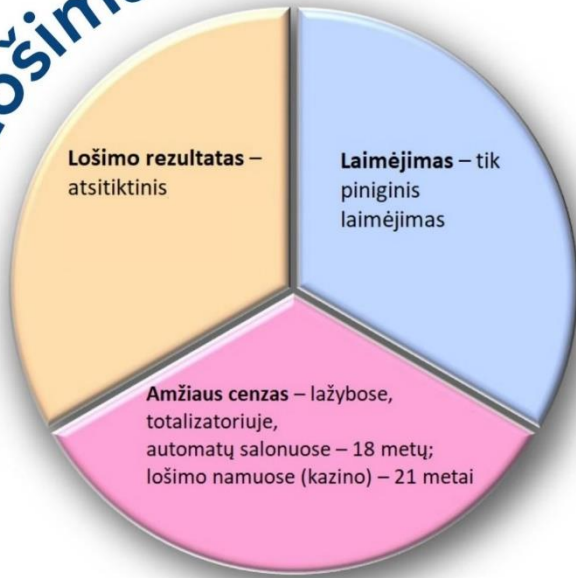 Lošimo rezultatas –
atsitiktinis
Laimėjimas – tik
piniginis
laimėjimas
Amžiaus cenzas – lažybose,
totalizatoriuje,
automatų salonuose – 18 metų;
lošimo namuose (kazino) – 21 metai